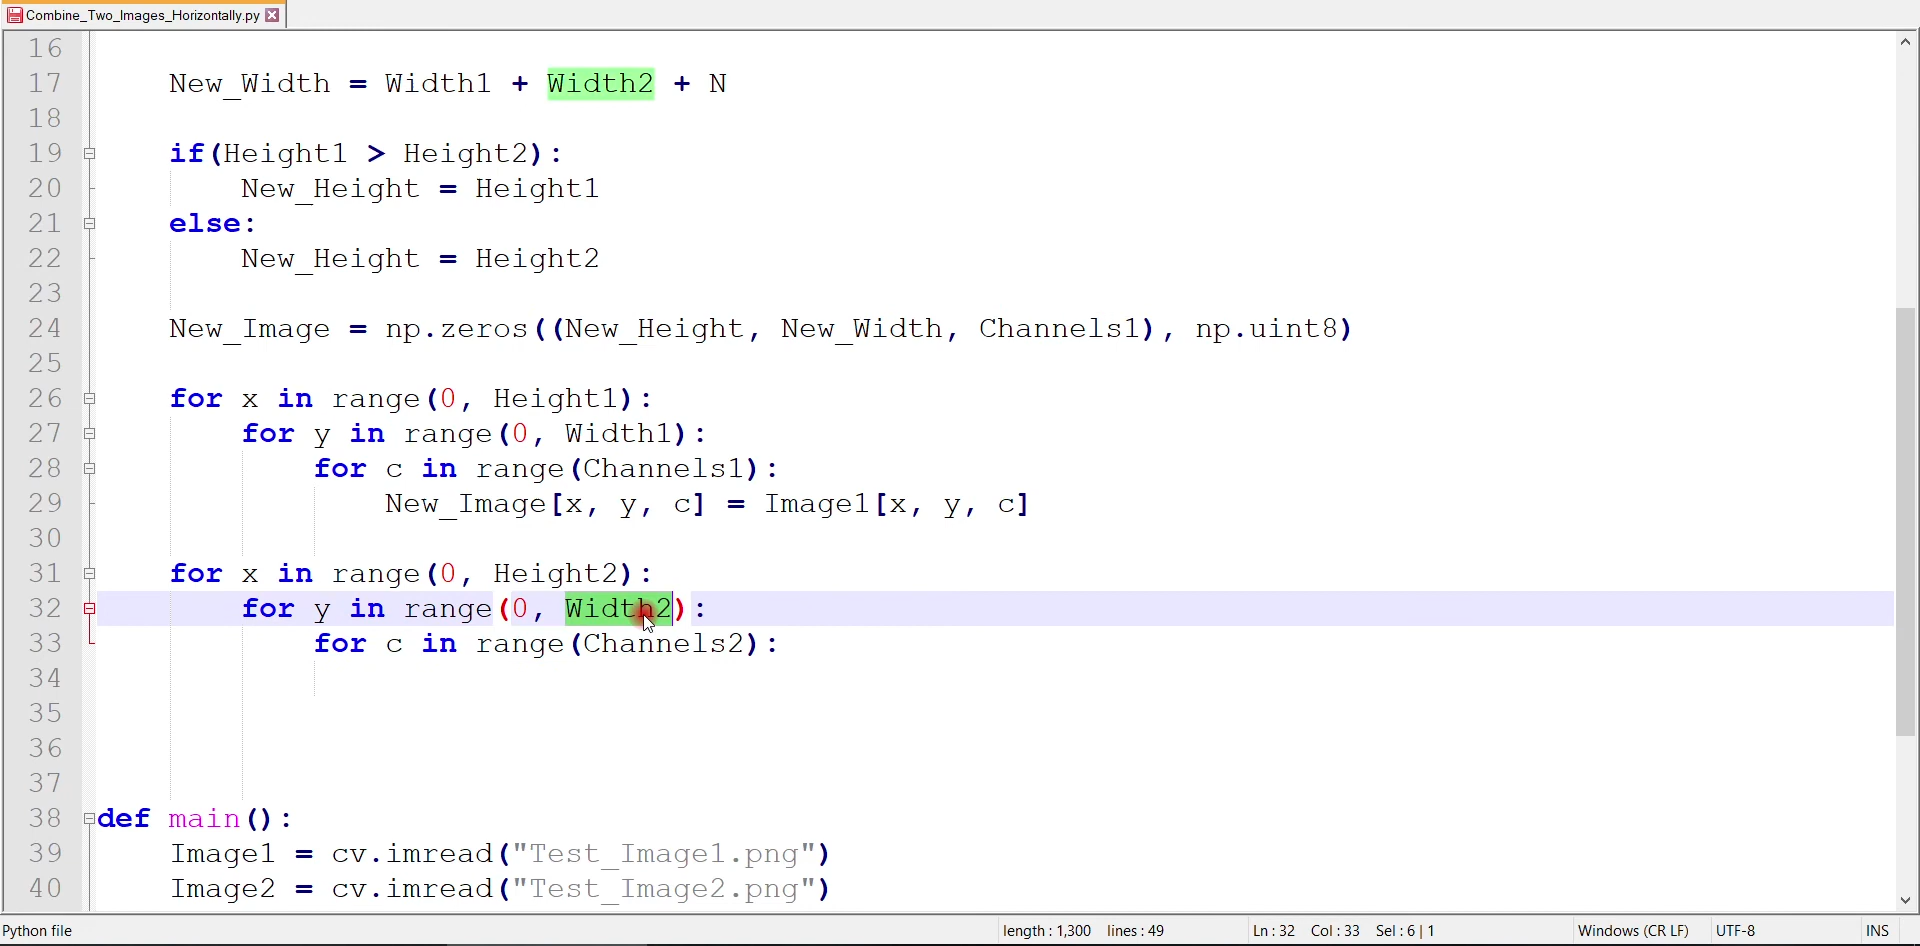 Combine_Two_Images_Horizontally.py
16
17 New_Width = Width1 + Width2 + N
18
19 if(Height1 > Height2):
20 New_Height = Height1
21 else:
22 New_Height = Height2
23
24 New_Image = np.zeros((New_Height, New_Width, Channels1), np.uint8)
25
26 for x in range(0, Height1):
27 for y in range(0, Width1):
28 for c in range(Channels1):
29 New_Image[x, y, c] = Image1[x, y, c]
30
31 for x in range(0, Height2):
32 for y in range(0, Width2):
33 for c in range(Channels2):
34
35
36
37
38 def main():
39 Image1 = cv.imread("Test_Image1.png")
40 Image2 = cv.imread("Test_Image2.png")
Python file length : 1,300 lines : 49 Ln : 32 Col : 33 Sel : 6 | 1 Windows (CR LF) UTF-8 INS